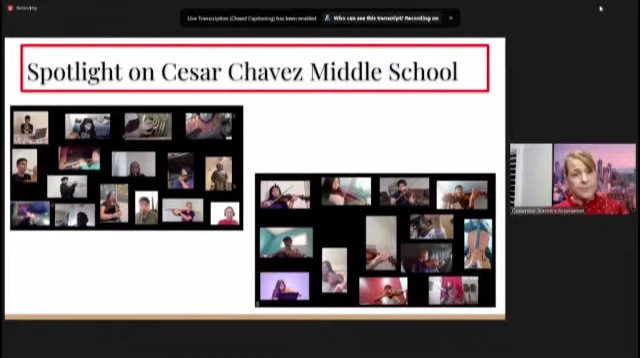 Recording
Live Transcription (Closed Captioning) has been enabled
Who can see this transcript? Recording on
Spotlight on Cesar Chavez Middle School